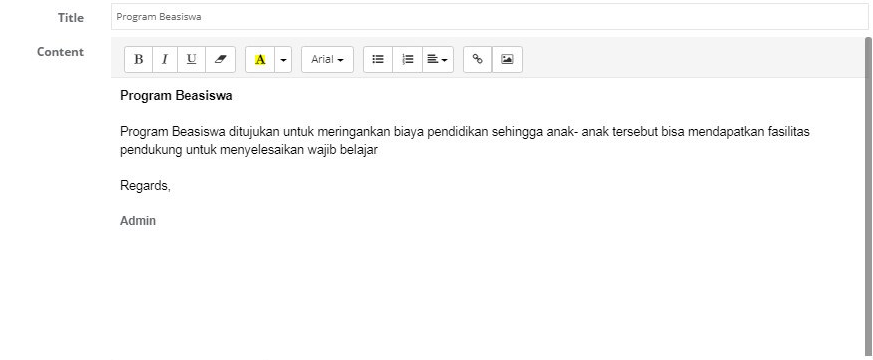 Title
Program Beasiswa
Content
B I U A Arial
Program Beasiswa
Program Beasiswa ditujukan untuk meringankan biaya pendidikan sehingga anak- anak tersebut bisa mendapatkan fasilitas
pendukung untuk menyelesaikan wajib belajar
Regards,
Admin